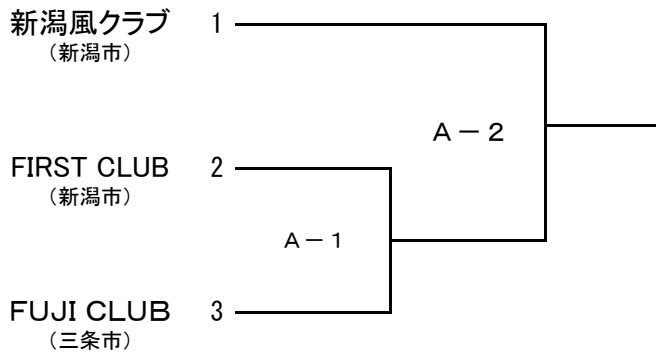 新潟風クラブ 1
（新潟市）
Ａ－２
FIRST CLUB 2
（新潟市）
Ａ－１
FUJI CLUB 3
（三条市）